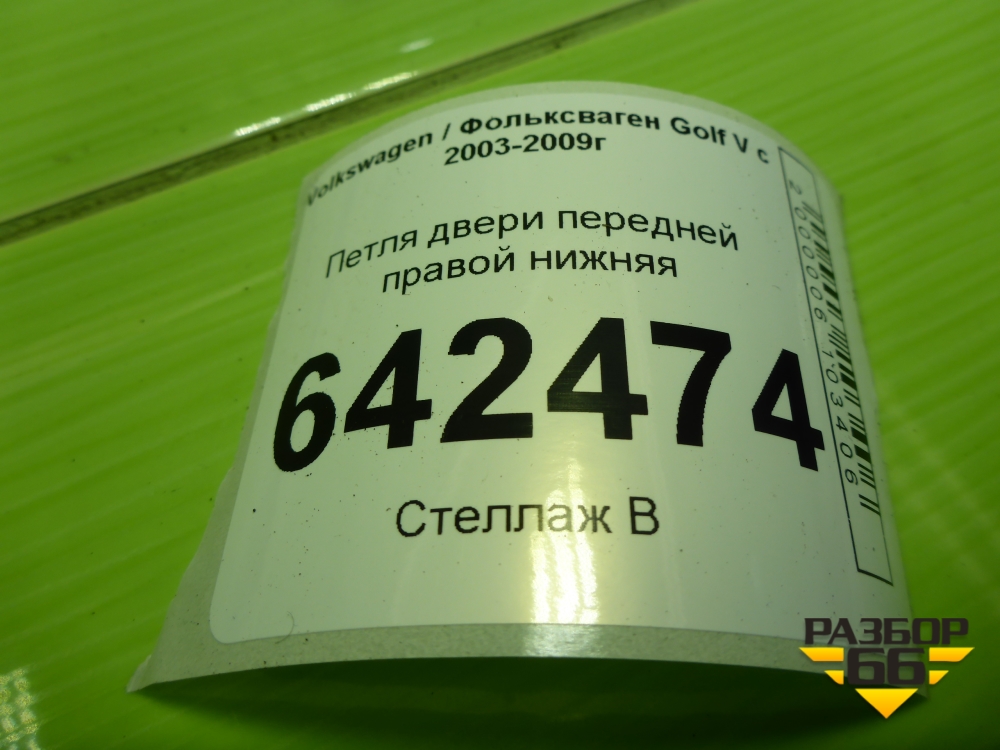 Volkswagen / Фольксваген Golf V с
2003-2009г
Петля двери передней
правой нижняя
642474
Стеллаж В
2000006103406
РАЗБОР
66